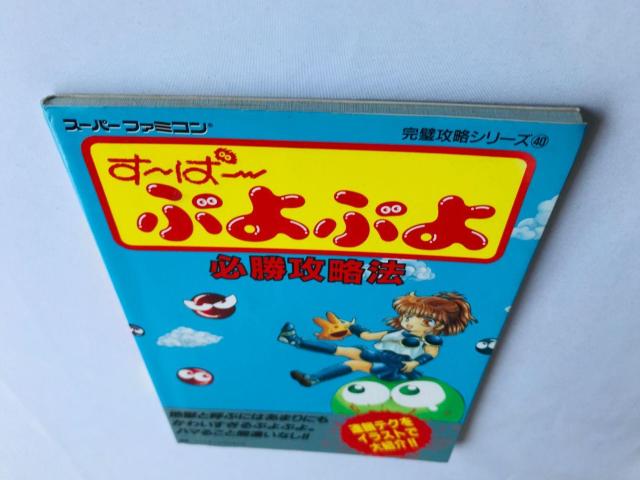 スーパーファミコン®
完璧攻略シリーズ㊵
す〜ぱ〜
ぷよぷよ
必勝攻略法
連鎖テクを
イラストで
大紹介!!